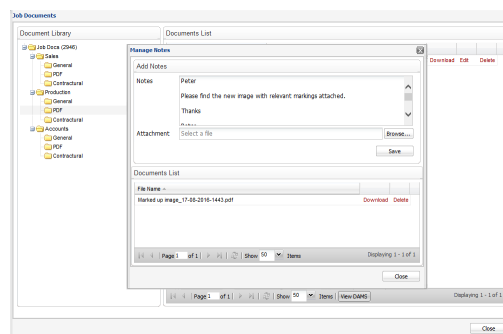 Job Documents
Document Library
Documents List
Job Docs (2946)
Sales
General
PDF
Contractural
Production
General
PDF
Contractural
Accounts
General
PDF
Contractural
Download Edit Delete
Manage Notes
Add Notes
Notes
Peter
Please find the new image with relevant markings attached.
Thanks
Attachment Select a file Browse...
Save
Documents List
File Name
Marked up image_17-08-2016-1443.pdf Download Delete
Page 1 of 1 Show 50 Items Displaying 1 - 1 of 1
Close
Page 1 of 1 Show 50 Items View DAMS Displaying 1 - 1 of 1
Close